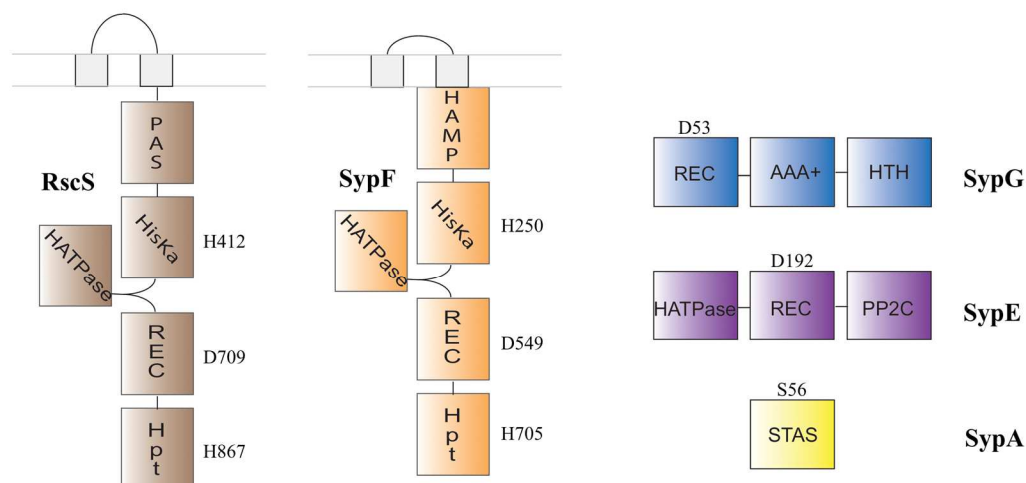 RscS
PAS
HisKa
H412
HATPase
REC
D709
Hpt
H867
SypF
HAMP
HisKa
H250
HATPase
REC
D549
Hpt
H705
D53
REC
AAA+
HTH
SypG
D192
HATPase
REC
PP2C
SypE
S56
STAS
SypA